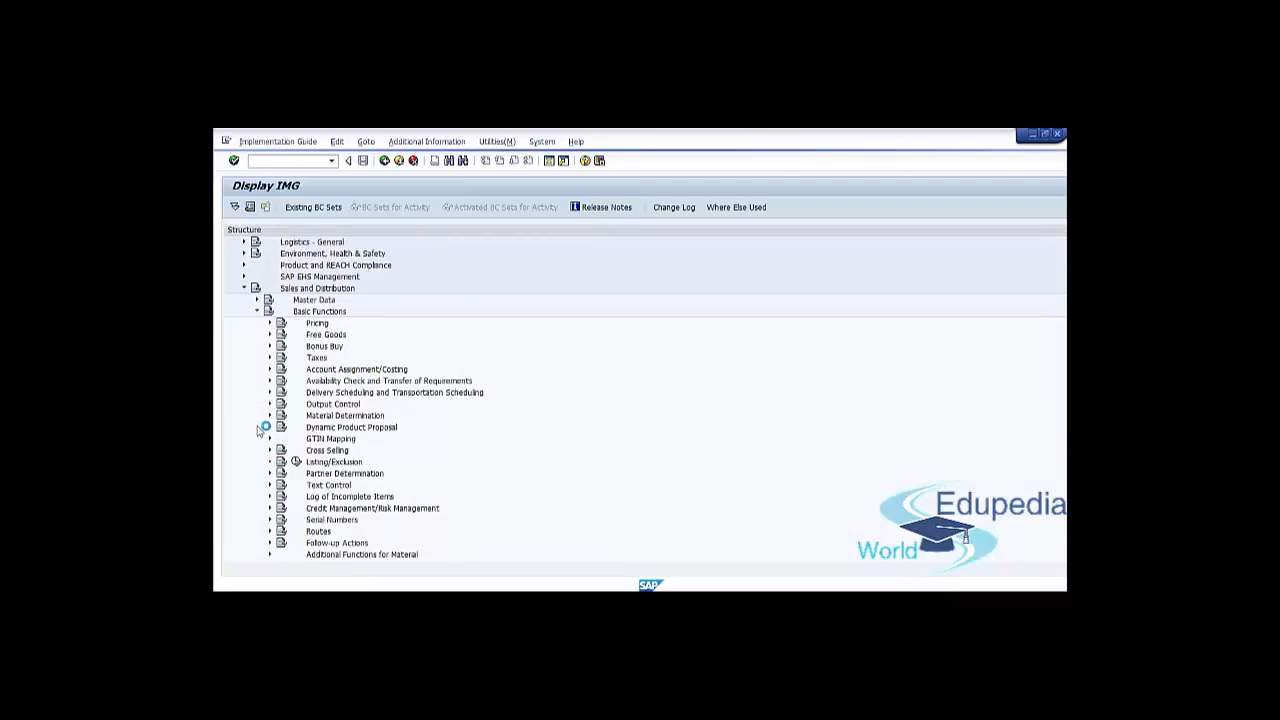 Implementation Guide Edit Goto Additional Information Utilities(M) System Help
Display IMG
Existing BC Sets BC Sets for Activity Activated BC Sets for Activity Release Notes Change Log Where Else Used
Structure
Logistics - General
Environment, Health & Safety
Product and REACH Compliance
SAP EHS Management
Sales and Distribution
Master Data
Basic Functions
Pricing
Free Goods
Bonus Buy
Taxes
Account Assignment/Costing
Availability Check and Transfer of Requirements
Delivery Scheduling and Transportation Scheduling
Output Control
Material Determination
Dynamic Product Proposal
GTIN Mapping
Cross Selling
Listing/Exclusion
Partner Determination
Text Control
Log of Incomplete Items
Credit Management/Risk Management
Serial Numbers
Routes
Follow-up Actions
Additional Functions for Material
Edupedia
World
SAP